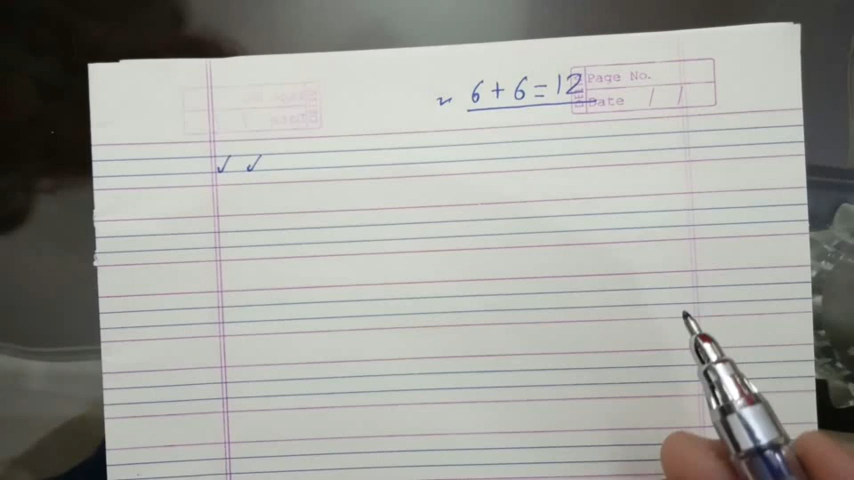 6 + 6 = 12
Page No.
Date / /
✓ ✓